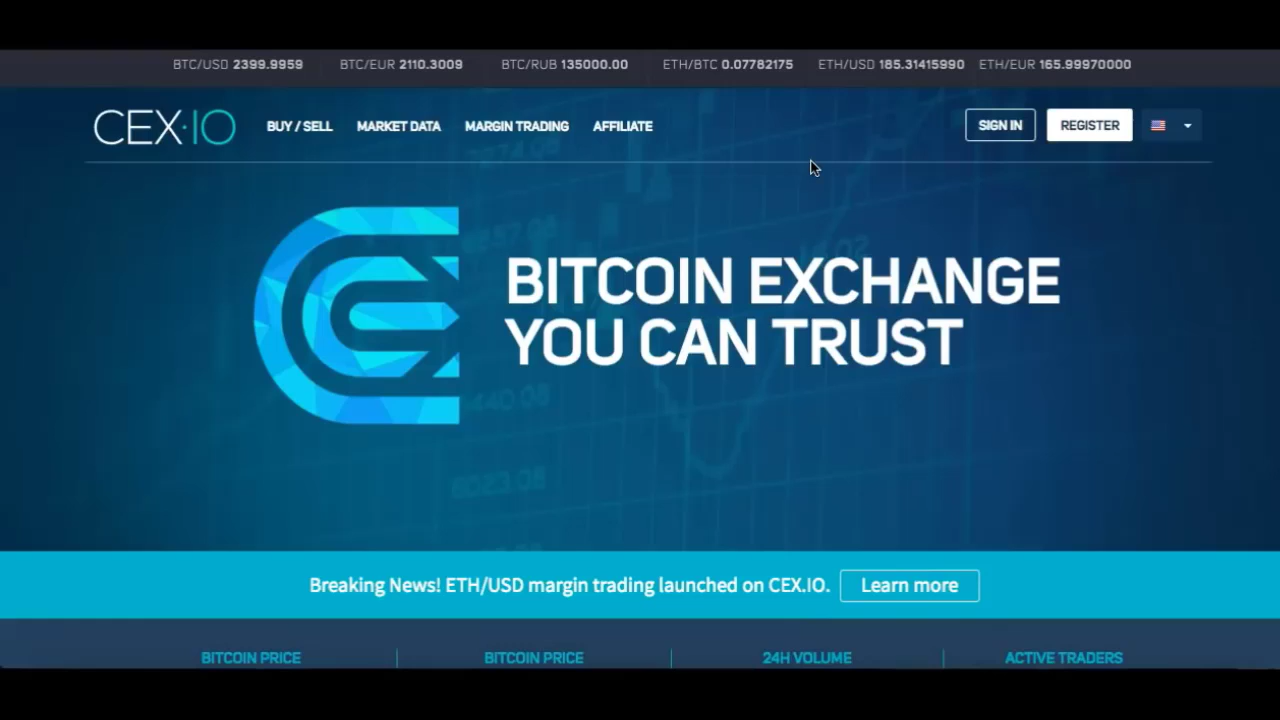 BTC/USD 2399.9959 BTC/EUR 2110.3009 BTC/RUB 135000.00 ETH/BTC 0.07782175 ETH/USD 185.31415990 ETH/EUR 165.99970000
CEX·IO BUY / SELL MARKET DATA MARGIN TRADING AFFILIATE SIGN IN REGISTER
BITCOIN EXCHANGE
YOU CAN TRUST
Breaking News! ETH/USD margin trading launched on CEX.IO. Learn more
BITCOIN PRICE BITCOIN PRICE 24H VOLUME ACTIVE TRADERS